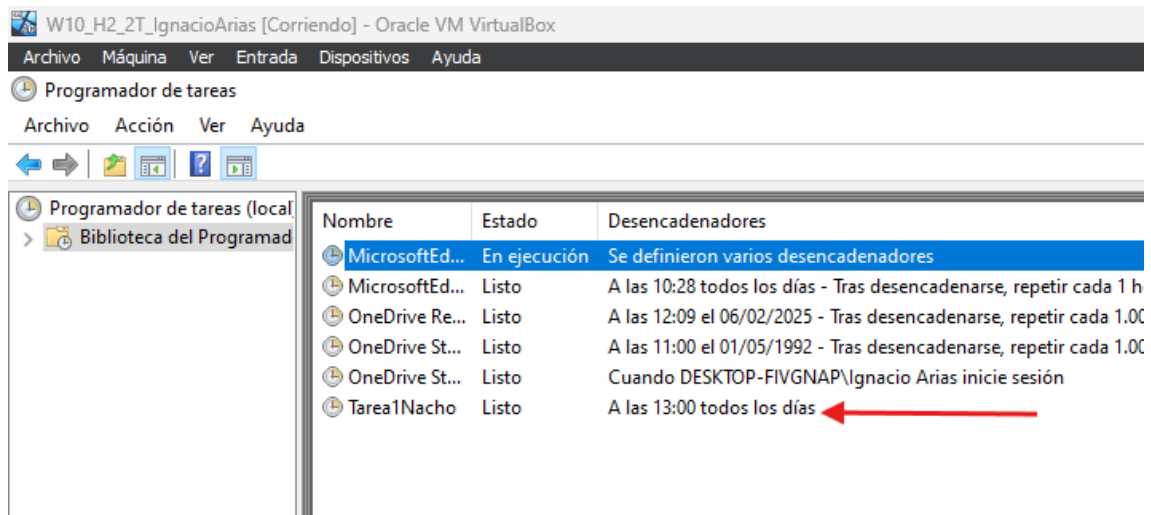 W10_H2_2T_IgnacioArias [Corriendo] - Oracle VM VirtualBox
Archivo Máquina Ver Entrada Dispositivos Ayuda
Programador de tareas
Archivo Acción Ver Ayuda
Programador de tareas (local)
Biblioteca del Programad
Nombre Estado Desencadenadores
MicrosoftEd... En ejecución Se definieron varios desencadenadores
MicrosoftEd... Listo A las 10:28 todos los días - Tras desencadenarse, repetir cada 1 h
OneDrive Re... Listo A las 12:09 el 06/02/2025 - Tras desencadenarse, repetir cada 1.00
OneDrive St... Listo A las 11:00 el 01/05/1992 - Tras desencadenarse, repetir cada 1.00
OneDrive St... Listo Cuando DESKTOP-FIVGNAP\Ignacio Arias inicie sesión
Tarea1Nacho Listo A las 13:00 todos los días